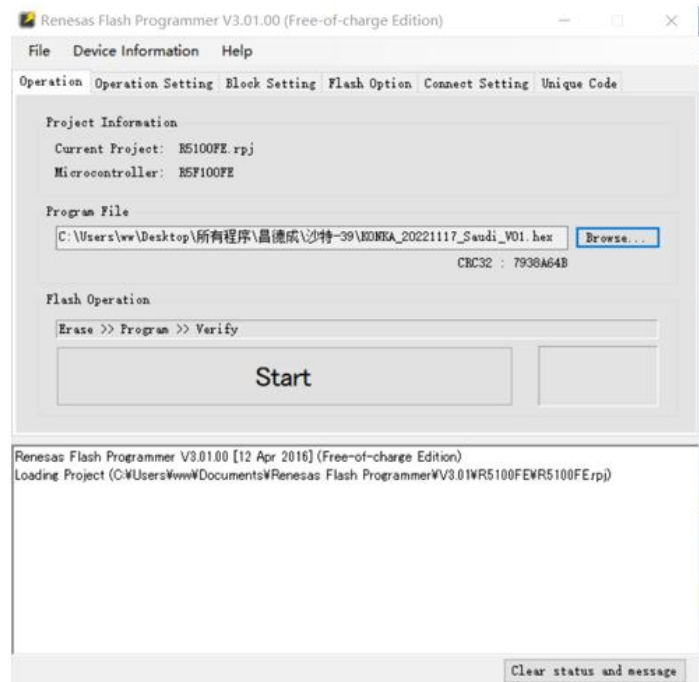 Renesas Flash Programmer V3.01.00 (Free-of-charge Edition)
File Device Information Help
Operation Operation Setting Block Setting Flash Option Connect Setting Unique Code
Project Information
Current Project: R5100FE.rpj
Microcontroller: R5F100FE
Program File
C:\Users\ww\Desktop\所有程序\昌德成\沙特-39\KONKA_20221117_Saudi_V01.hex Browse...
CRC32 : 7938A64B
Flash Operation
Erase >> Program >> Verify
Start
Renesas Flash Programmer V3.01.00 [12 Apr 2016] (Free-of-charge Edition)
Loading Project (C:¥Users¥ww¥Documents¥Renesas Flash Programmer¥V3.01¥R5100FE¥R5100FE.rpj)
Clear status and message